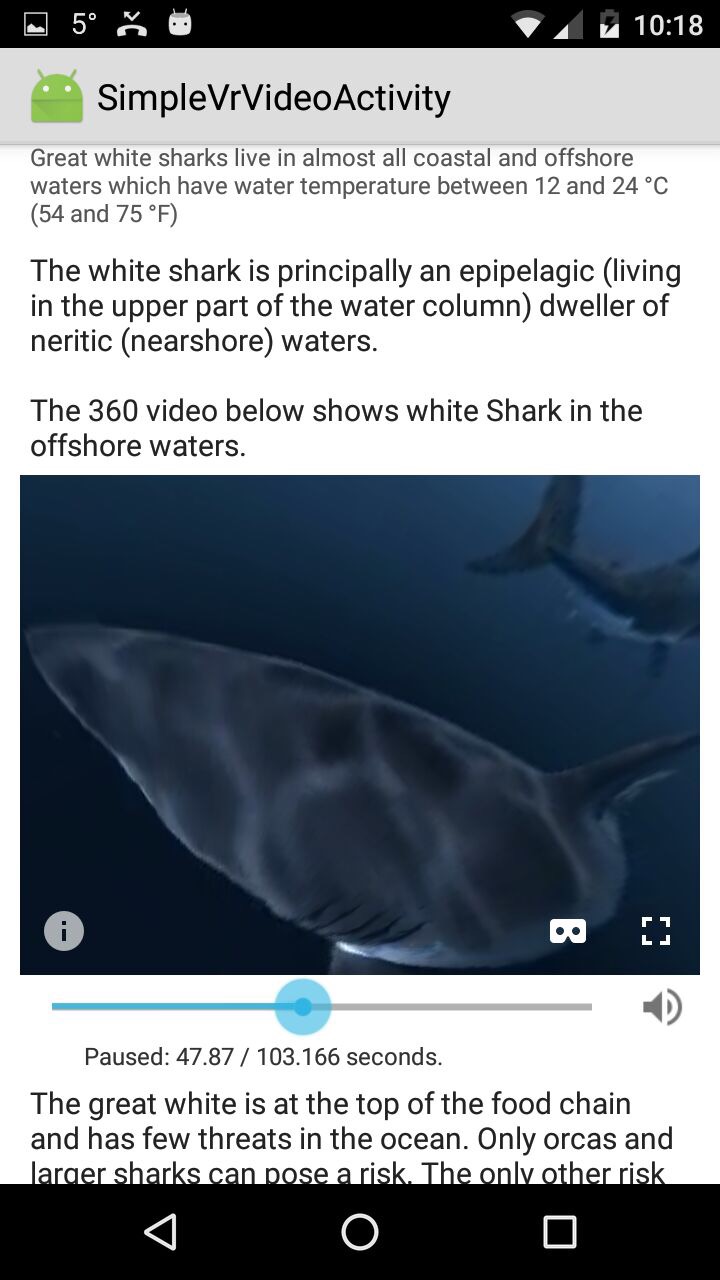 5° 10:18
SimpleVrVideoActivity
Great white sharks live in almost all coastal and offshore
waters which have water temperature between 12 and 24 °C
(54 and 75 °F)
The white shark is principally an epipelagic (living
in the upper part of the water column) dweller of
neritic (nearshore) waters.
The 360 video below shows white Shark in the
offshore waters.
Paused: 47.87 / 103.166 seconds.
The great white is at the top of the food chain
and has few threats in the ocean. Only orcas and
larger sharks can pose a risk. The only other risk